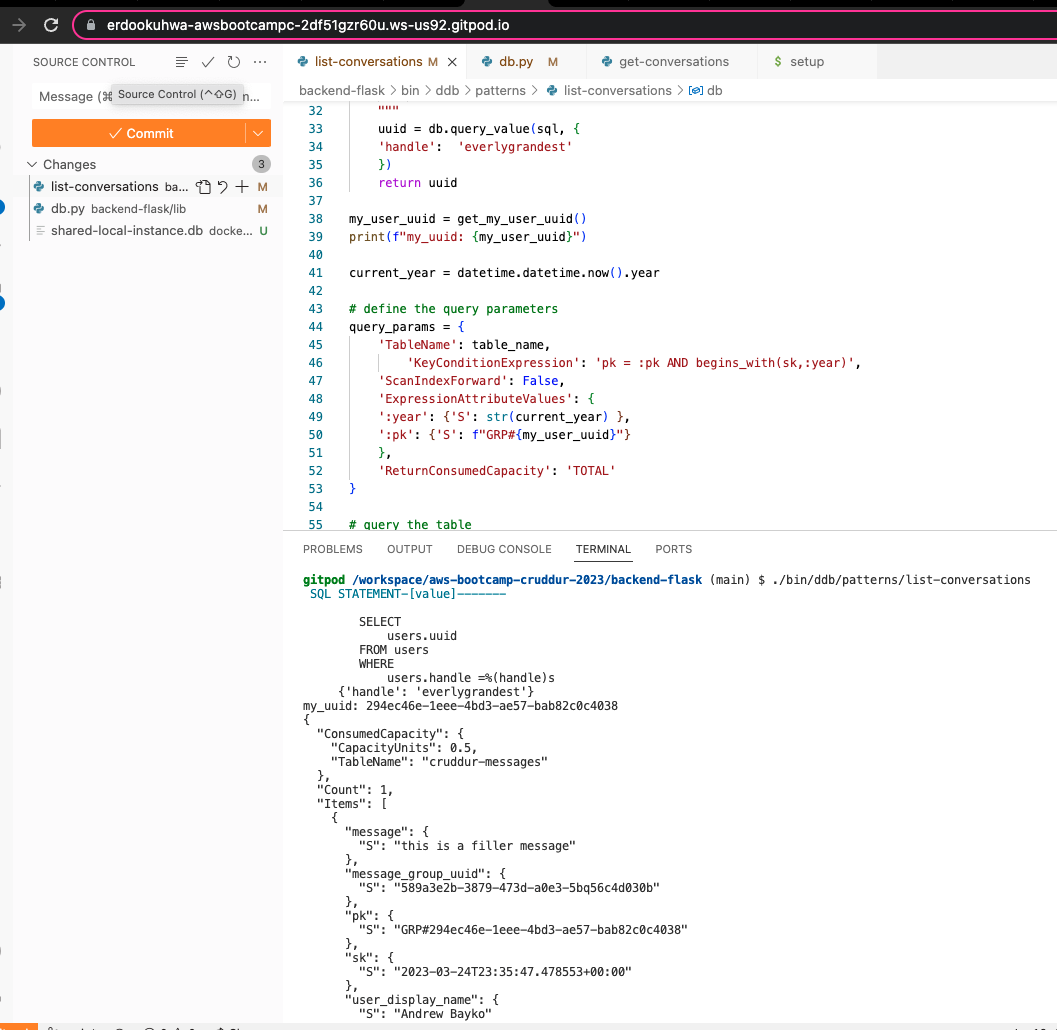 erdookuhwa-awsbootcampc-2df51gzr60u.ws-us92.gitpod.io
SOURCE CONTROL
Message (⌘
Source Control (^⇧G)
n...
Commit
Changes
3
list-conversations ba... M
db.py backend-flask/lib M
shared-local-instance.db docke... U
list-conversations M
db.py M
get-conversations
$ setup
backend-flask > bin > ddb > patterns > list-conversations > db
32 """
33 uuid = db.query_value(sql, {
34 'handle':  'everlygrandest'
35 })
36 return uuid
37
38 my_user_uuid = get_my_user_uuid()
39 print(f"my_uuid: {my_user_uuid}")
40
41 current_year = datetime.datetime.now().year
42
43 # define the query parameters
44 query_params = {
45 'TableName': table_name,
46 'KeyConditionExpression': 'pk = :pk AND begins_with(sk,:year)',
47 'ScanIndexForward': False,
48 'ExpressionAttributeValues': {
49 ':year': {'S': str(current_year) },
50 ':pk': {'S': f"GRP#{my_user_uuid}"}
51 },
52 'ReturnConsumedCapacity': 'TOTAL'
53 }
54
55 # query the table
PROBLEMS
OUTPUT
DEBUG CONSOLE
TERMINAL
PORTS
gitpod /workspace/aws-bootcamp-cruddur-2023/backend-flask (main) $ ./bin/ddb/patterns/list-conversations
SQL STATEMENT-[value]-------
SELECT
users.uuid
FROM users
WHERE
users.handle =%(handle)s
{'handle': 'everlygrandest'}
my_uuid: 294ec46e-1eee-4bd3-ae57-bab82c0c4038
{
"ConsumedCapacity": {
"CapacityUnits": 0.5,
"TableName": "cruddur-messages"
},
"Count": 1,
"Items": [
{
"message": {
"S": "this is a filler message"
},
"message_group_uuid": {
"S": "589a3e2b-3879-473d-a0e3-5bq56c4d030b"
},
"pk": {
"S": "GRP#294ec46e-1eee-4bd3-ae57-bab82c0c4038"
},
"sk": {
"S": "2023-03-24T23:35:47.478553+00:00"
},
"user_display_name": {
"S": "Andrew Bayko"